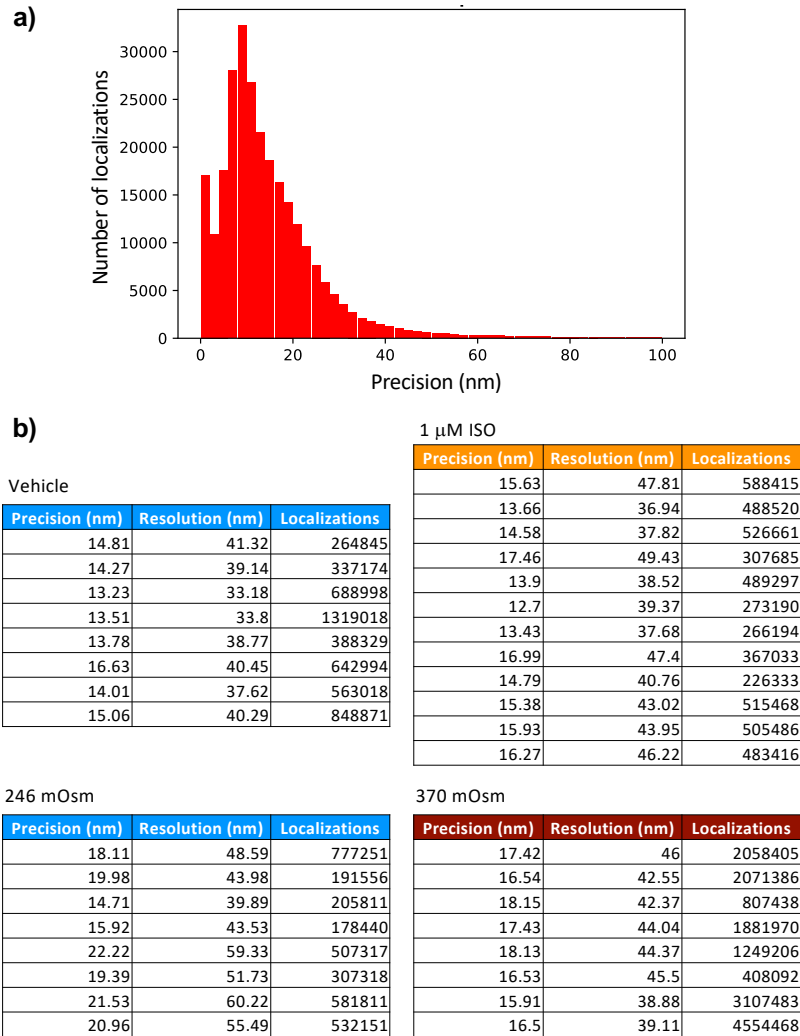 a)
Number of localizations
30000
25000
20000
15000
10000
5000
0
0 20 40 60 80 100
Precision (nm)
b)
Vehicle
Precision (nm) Resolution (nm) Localizations
14.81 41.32 264845
14.27 39.14 337174
13.23 33.18 688998
13.51 33.8 1319018
13.78 38.77 388329
16.63 40.45 642994
14.01 37.62 563018
15.06 40.29 848871
1 μM ISO
Precision (nm) Resolution (nm) Localizations
15.63 47.81 588415
13.66 36.94 488520
14.58 37.82 526661
17.46 49.43 307685
13.9 38.52 489297
12.7 39.37 273190
13.43 37.68 266194
16.99 47.4 367033
14.79 40.76 226333
15.38 43.02 515468
15.93 43.95 505486
16.27 46.22 483416
246 mOsm
Precision (nm) Resolution (nm) Localizations
18.11 48.59 777251
19.98 43.98 191556
14.71 39.89 205811
15.92 43.53 178440
22.22 59.33 507317
19.39 51.73 307318
21.53 60.22 581811
20.96 55.49 532151
370 mOsm
Precision (nm) Resolution (nm) Localizations
17.42 46 2058405
16.54 42.55 2071386
18.15 42.37 807438
17.43 44.04 1881970
18.13 44.37 1249206
16.53 45.5 408092
15.91 38.88 3107483
16.5 39.11 4554468